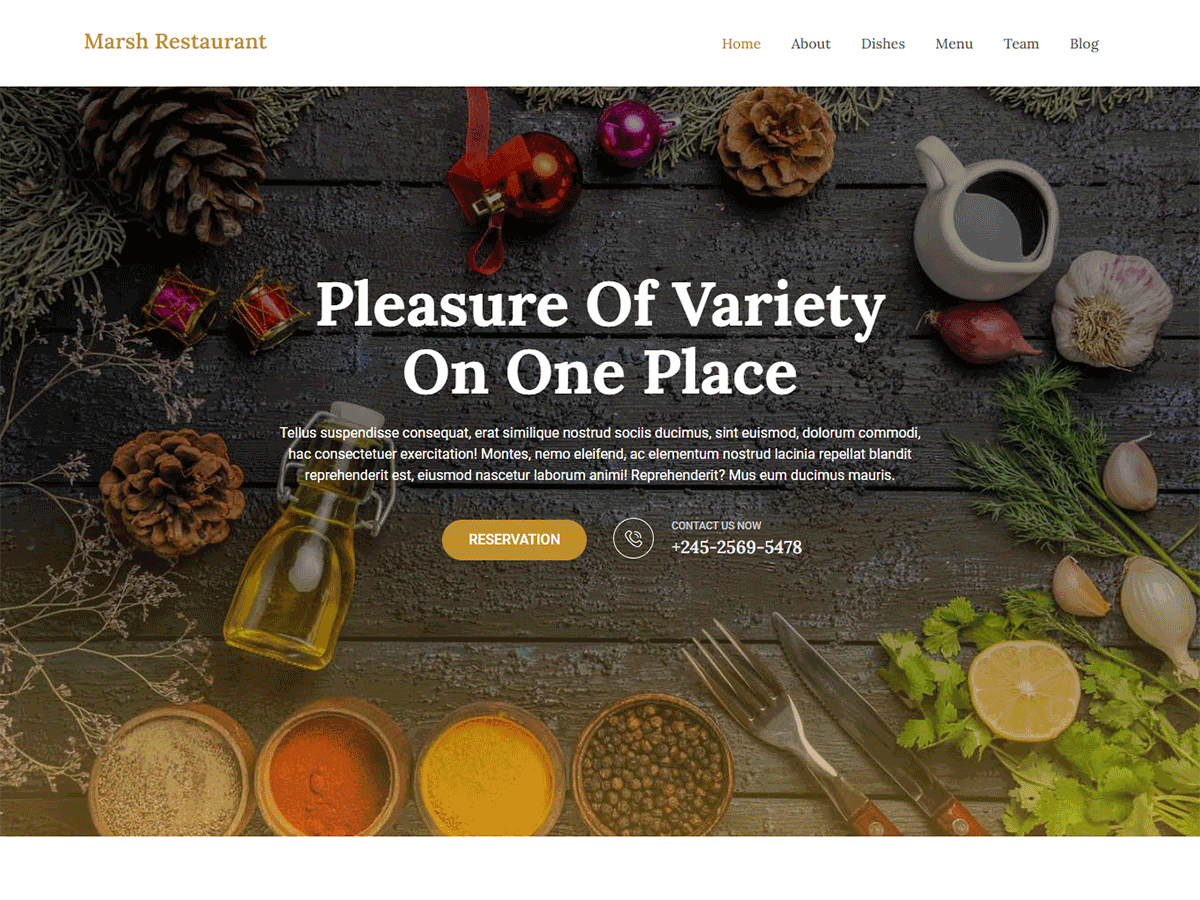 Marsh Restaurant
Home About Dishes Menu Team Blog
Pleasure Of Variety
On One Place
Tellus suspendisse consequat, erat similique nostrud sociis ducimus, sint euismod, dolorum commodi,
hac consectetuer exercitation! Montes, nemo eleifend, ac elementum nostrud lacinia repellat blandit
reprehenderit est, eiusmod nascetur laborum animi! Reprehenderit? Mus eum ducimus mauris.
RESERVATION
CONTACT US NOW
+245-2569-5478